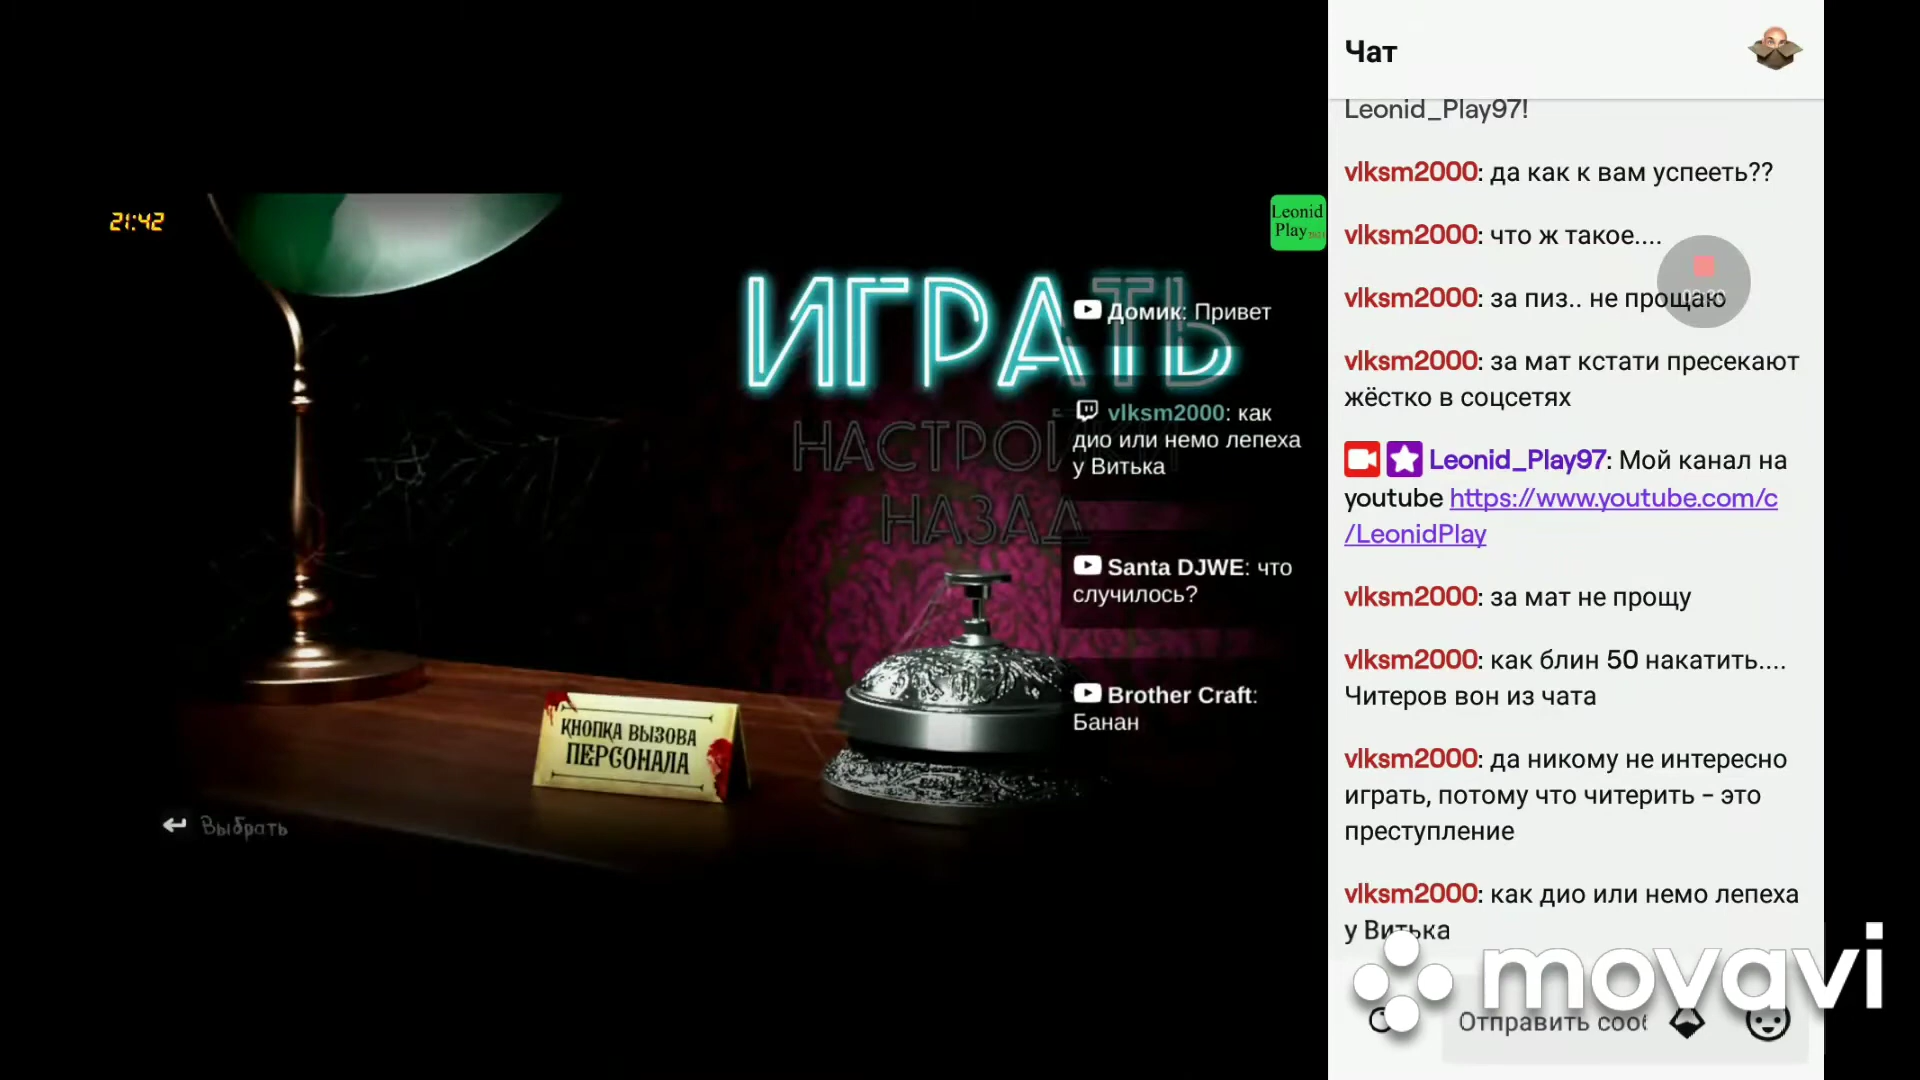 21:42
Leonid
Play
ИГРАТЬ
НАСТРОЙКИ
НАЗАД
Домик: Привет
vlksm2000: как
дио или немо лепеха
у Витька
Santa DJWE: что
случилось?
Brother Craft:
Банан
КНОПКА ВЫЗОВА
ПЕРСОНАЛА
Выбрать
Чат
Leonid_Play97!
vlksm2000: да как к вам успееть??
vlksm2000: что ж такое....
vlksm2000: за пиз.. не прощаю
vlksm2000: за мат кстати пресекают
жёстко в соцсетях
Leonid_Play97: Мой канал на
youtube https://www.youtube.com/c
/LeonidPlay
vlksm2000: за мат не прощу
vlksm2000: как блин 50 накатить....
Читеров вон из чата
vlksm2000: да никому не интересно
играть, потому что читерить - это
преступление
vlksm2000: как дио или немо лепеха
у Витька
movavi
Отправить сооб